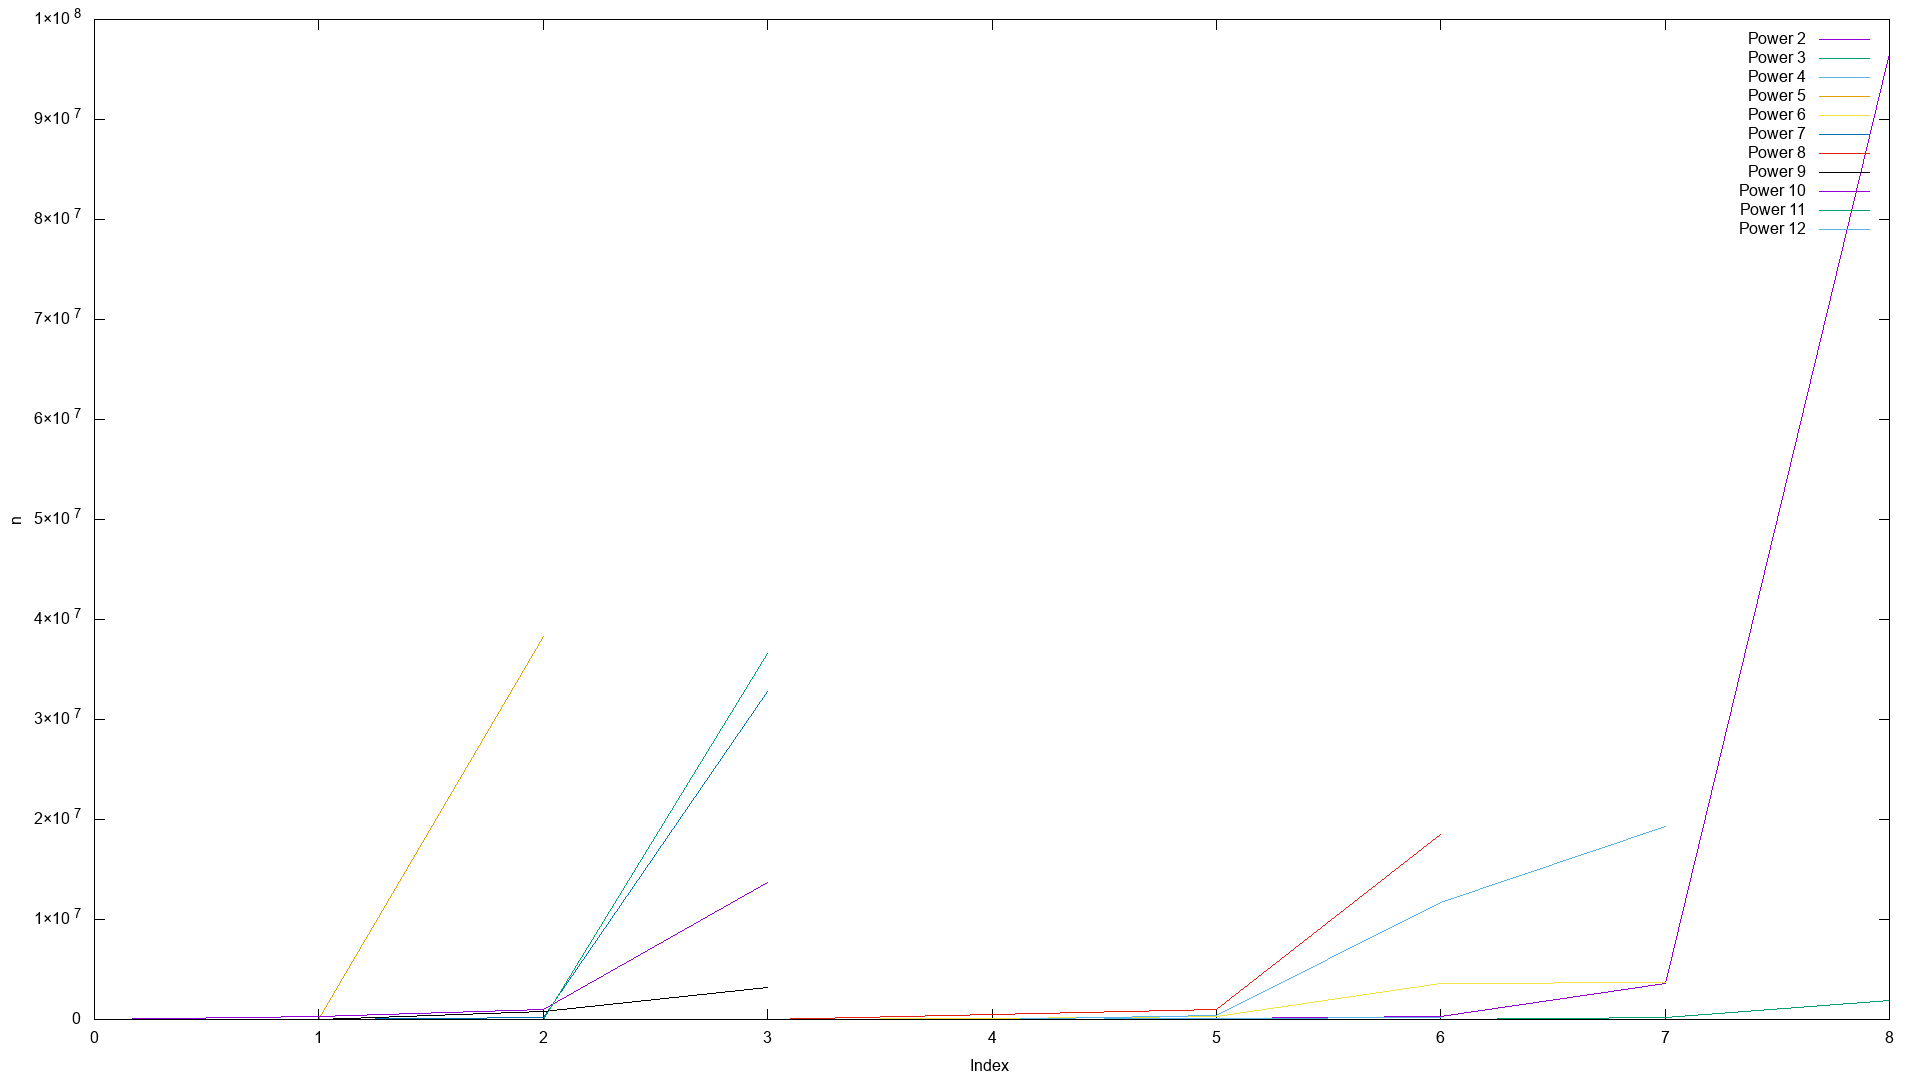 1×10 8
9×10 7
8×10 7
7×10 7
6×10 7
5×10 7
4×10 7
3×10 7
2×10 7
1×10 7
0
n
Power 2
Power 3
Power 4
Power 5
Power 6
Power 7
Power 8
Power 9
Power 10
Power 11
Power 12
0 1 2 3 4 5 6 7 8
Index